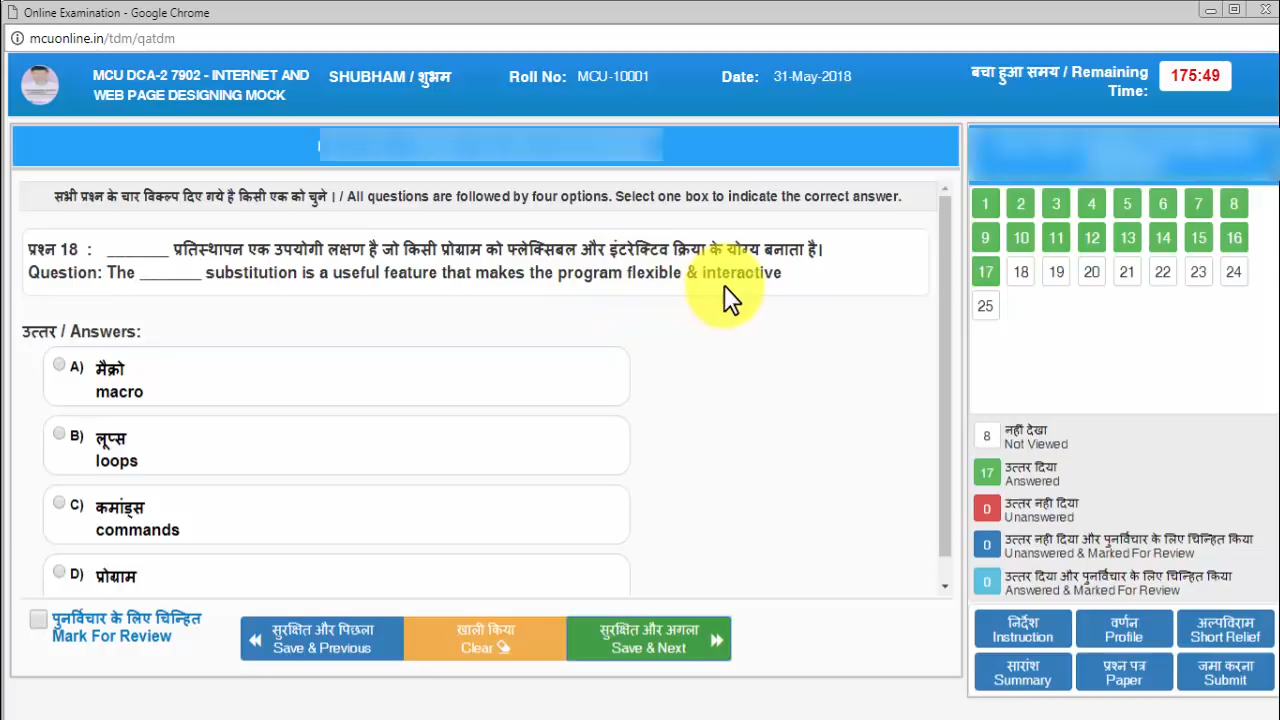 Online Examination - Google Chrome
mcuonline.in/tdm/qatdm
MCU DCA-2 7902 - INTERNET AND
WEB PAGE DESIGNING MOCK
SHUBHAM / शुभम
Roll No: MCU-10001
Date: 31-May-2018
बचा हुआ समय / Remaining
Time:
175:49
सभी प्रश्न के चार विकल्प दिए गये है किसी एक को चुने । / All questions are followed by four options. Select one box to indicate the correct answer.
प्रश्न 18 : _______ प्रतिस्थापन एक उपयोगी लक्षण है जो किसी प्रोग्राम को फ्लेक्सिबल और इंटरेक्टिव क्रिया के योग्य बनाता है।
Question: The _______ substitution is a useful feature that makes the program flexible & interactive
उत्तर / Answers:
A) मैक्रो
macro
B) लूप्स
loops
C) कमांड्स
commands
D) प्रोग्राम
पुनर्विचार के लिए चिन्हित
Mark For Review
सुरक्षित और पिछला
Save & Previous
ख़ाली किया
Clear
सुरक्षित और अगला
Save & Next
1 2 3 4 5 6 7 8
9 10 11 12 13 14 15 16
17 18 19 20 21 22 23 24
25
8 नहीं देखा
Not Viewed
17 उत्तर दिया
Answered
0 उत्तर नही दिया
Unanswered
0 उत्तर नही दिया और पुनर्विचार के लिए चिन्हित किया
Unanswered & Marked For Review
0 उत्तर दिया और पुनर्विचार के लिए चिन्हित किया
Answered & Marked For Review
निर्देश
Instruction
वर्णन
Profile
अल्पविराम
Short Relief
सारांश
Summary
प्रश्न पत्र
Paper
जमा करना
Submit